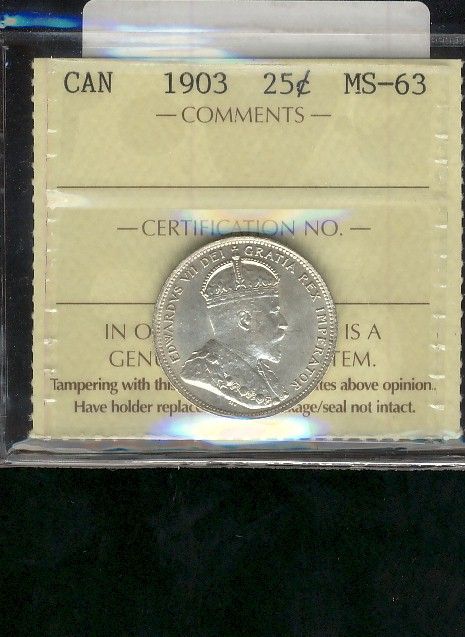 CAN 1903 25¢ MS-63
— COMMENTS —
— CERTIFICATION NO. —
EDWARDVS VII DEI GRATIA REX IMPERATOR
IN O IS A
GEN TEM.
Tampering with th tes above opinion.
Have holder replac age/seal not intact.